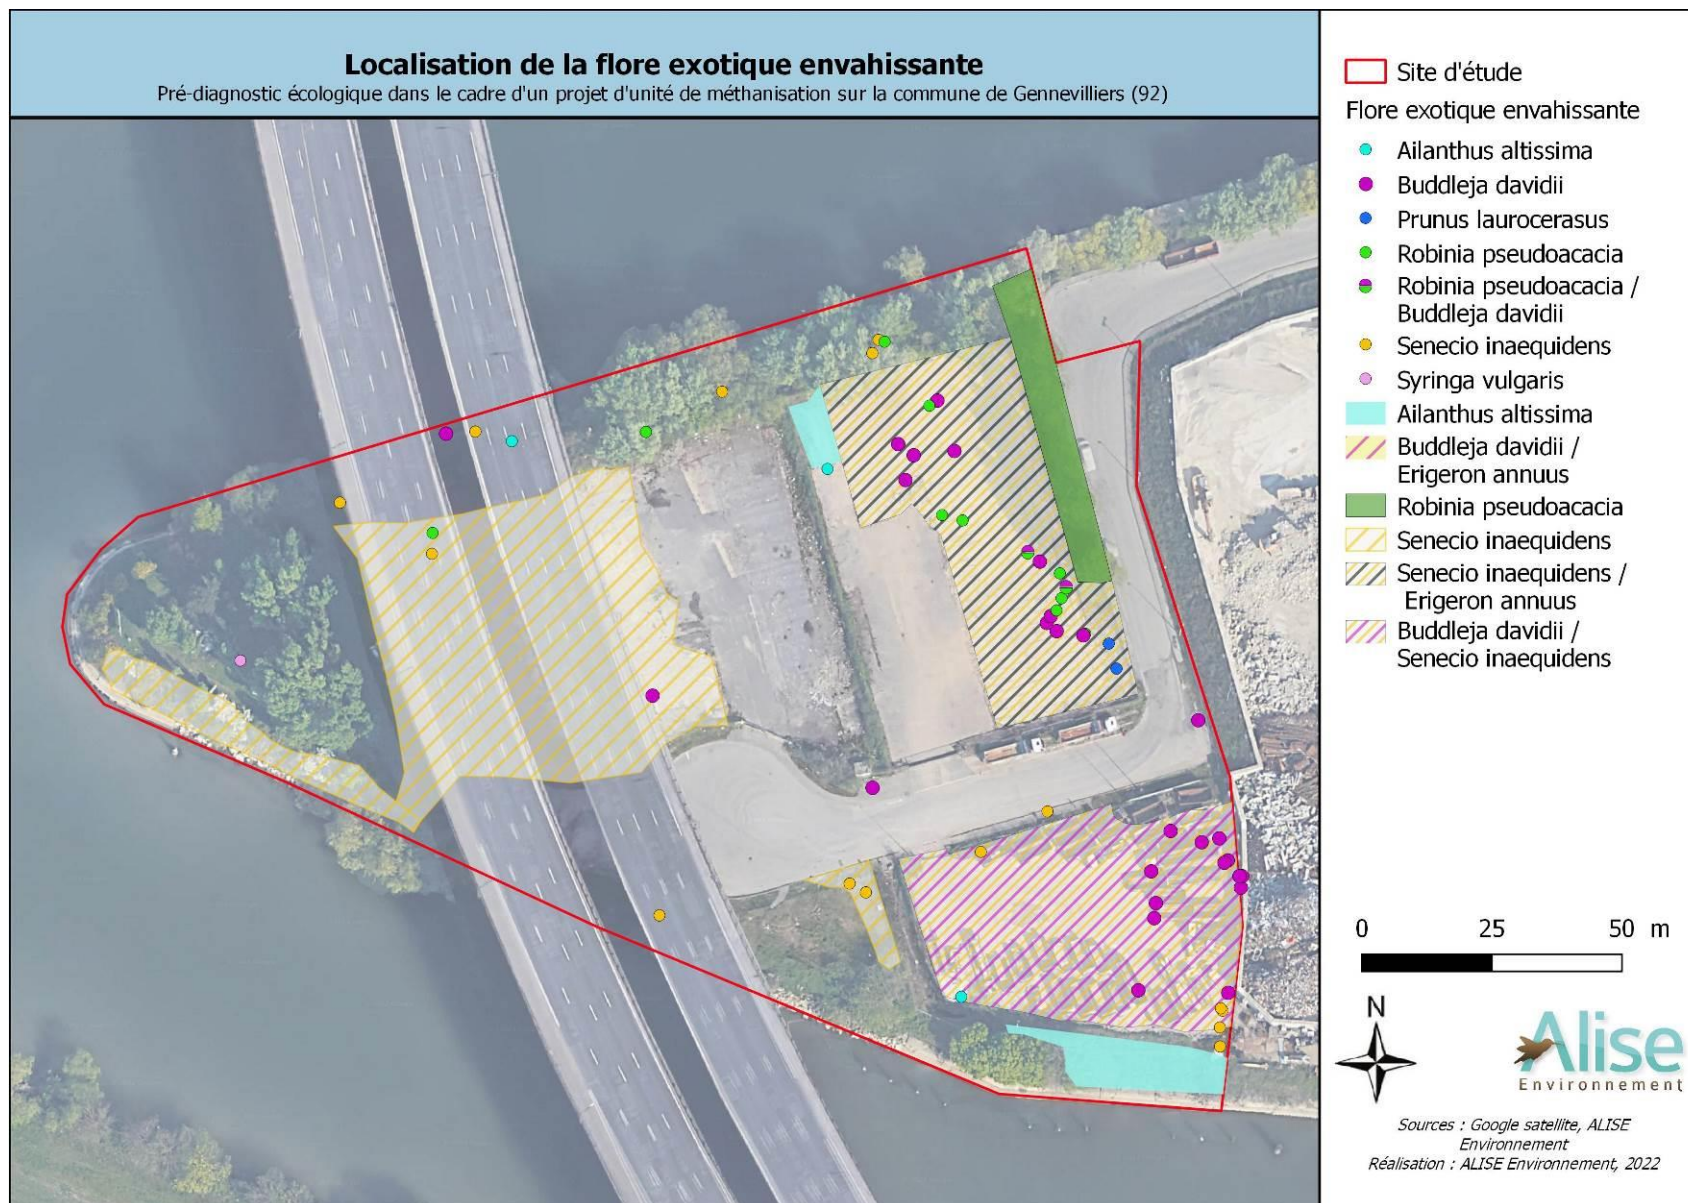 Localisation de la flore exotique envahissante
Pré-diagnostic écologique dans le cadre d'un projet d'unité de méthanisation sur la commune de Gennevilliers (92)
Site d'étude
Flore exotique envahissante
Ailanthus altissima
Buddleja davidii
Prunus laurocerasus
Robinia pseudoacacia
Robinia pseudoacacia /
Buddleja davidii
Senecio inaequidens
Syringa vulgaris
Ailanthus altissima
Buddleja davidii /
Erigeron annuus
Robinia pseudoacacia
Senecio inaequidens
Senecio inaequidens /
Erigeron annuus
Buddleja davidii /
Senecio inaequidens
0 25 50 m
N
Alise
Environnement
Sources : Google satellite, ALISE
Environnement
Réalisation : ALISE Environnement, 2022